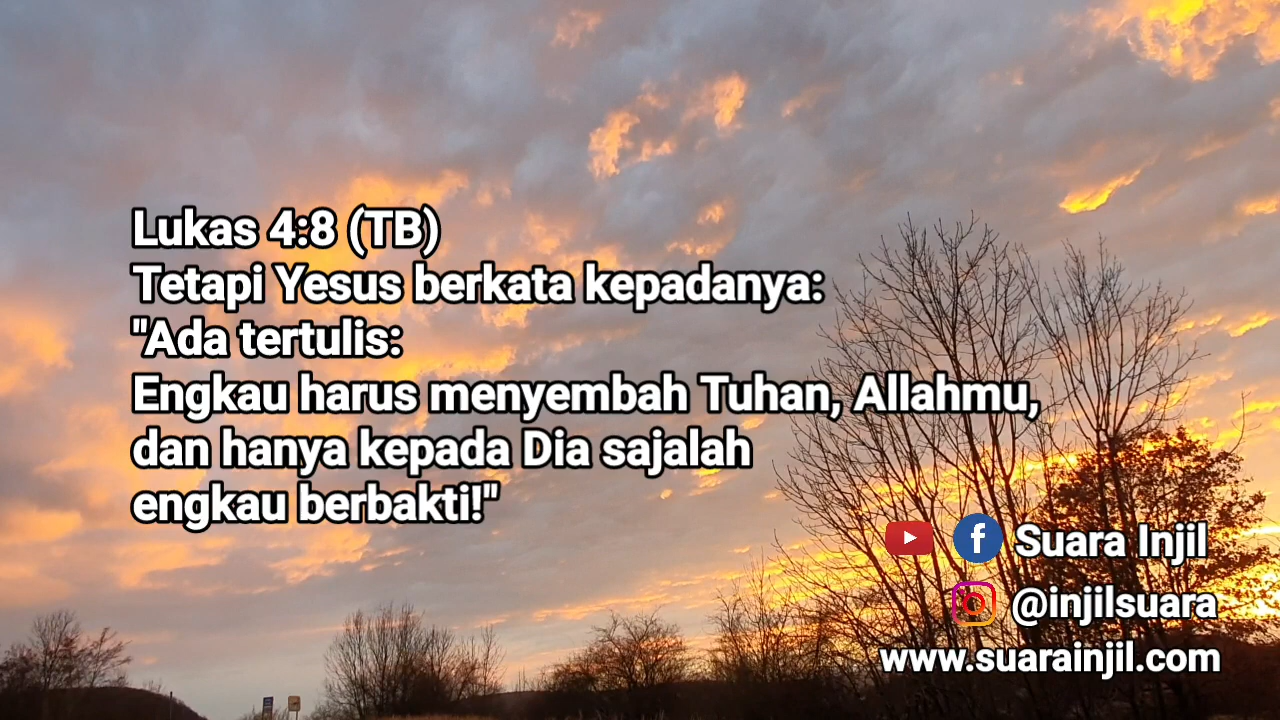 Lukas 4:8 (TB)
Tetapi Yesus berkata kepadanya:
"Ada tertulis:
Engkau harus menyembah Tuhan, Allahmu,
dan hanya kepada Dia sajalah
engkau berbakti!"
Suara Injil
@injilsuara
www.suarainjil.com